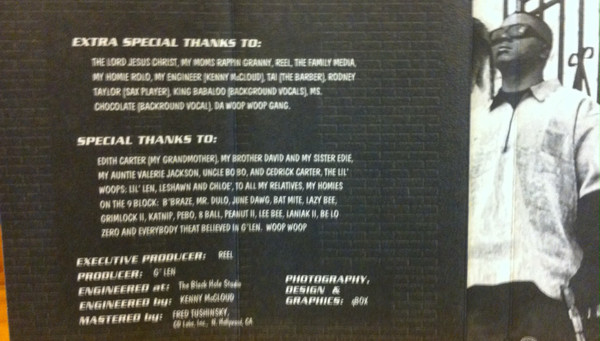 EXTRA SPECIAL THANKS TO:
THE LORD JESUS CHRIST, MY MOMS RAPPIN GRANNY, REEL, THE FAMILY MEDIA,
MY HOMIE ROLO, MY ENGINEER (KENNY McCLOUD), TAI (THE BARBER), RODNEY
TAYLOR (SAX PLAYER), KING BABALOO (BACKGROUND VOCALS), MS.
CHOCOLATE (BACKROUND VOCAL), DA WOOP WOOP GANG.
SPECIAL THANKS TO:
EDITH CARTER (MY GRANDMOTHER), MY BROTHER DAVID AND MY SISTER EDIE,
MY AUNTIE VALERIE JACKSON, UNCLE BO BO, AND CEDRICK CARTER, THE LIL'
WOOPS: LIL' LEN, LESHAWN AND CHLOE', TO ALL MY RELATIVES, MY HOMIES
ON THE 9 BLOCK: B'BRAZE, MR. DULO, JUNE DAWG, BAT MITE, LAZY BEE,
GRIMLOCK II, KATNIP, PEBO, 8 BALL, PEANUT II, LEE BEE, LANIAK II, BE LO
ZERO AND EVERYBODY THEAT BELIEVED IN G'LEN. WOOP WOOP
EXECUTIVE PRODUCER: REEL
PRODUCER: G' LEN
ENGINEERED at: The Black Hole Studio
ENGINEERED by: KENNY McCLOUD
MASTERED by: FRED TUSHINSKY,
CD Labs, Inc., N. Hollywood, CA
PHOTOGRAPHY,
DESIGN &
GRAPHICS: qBOX